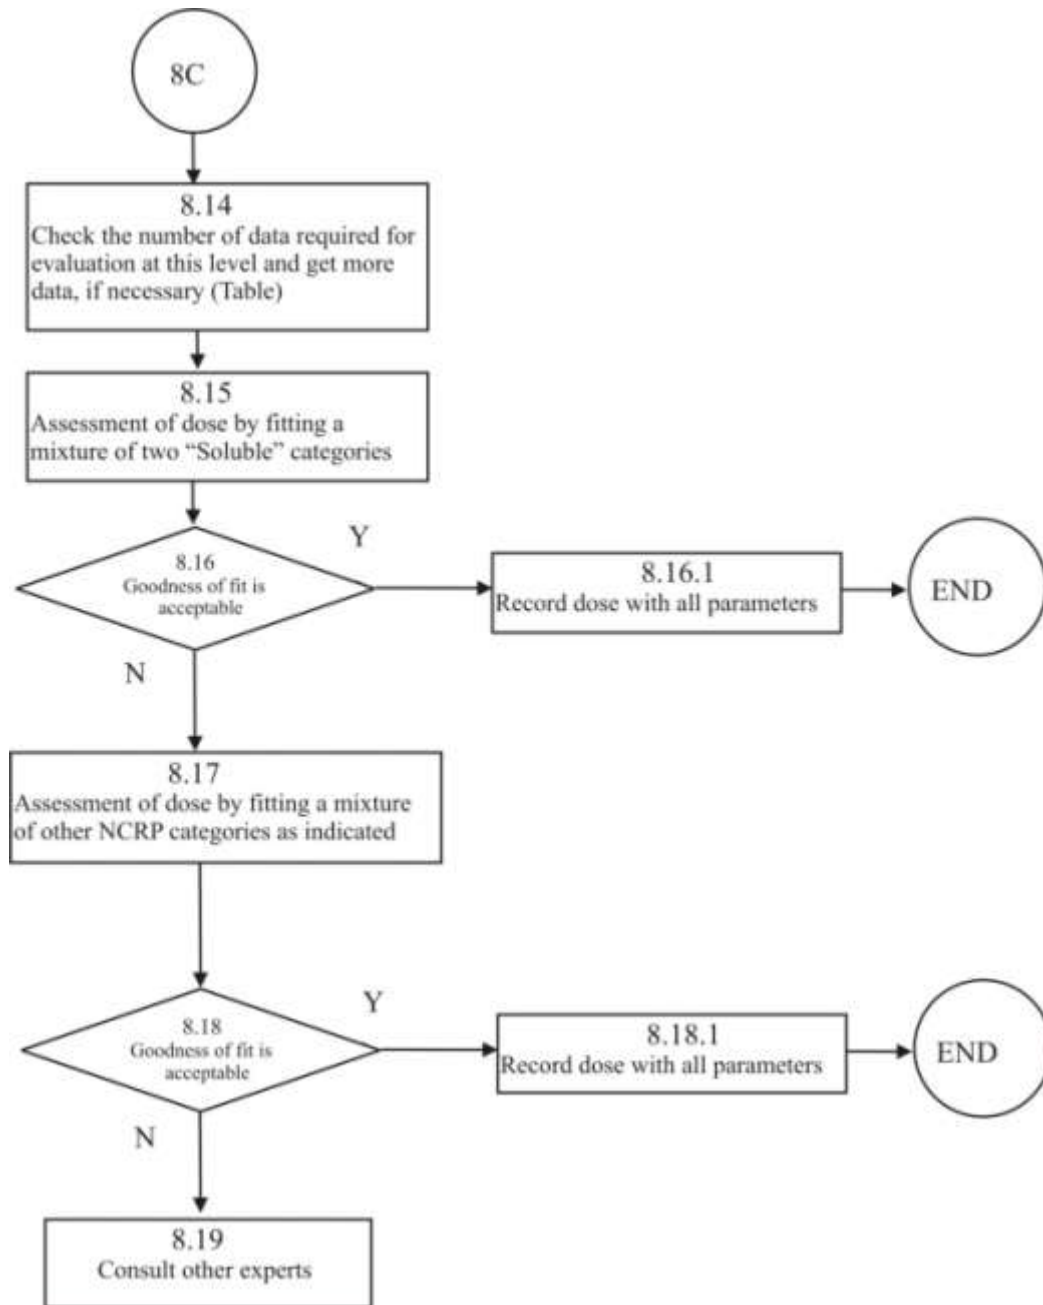 8C
8.14
Check the number of data required for
evaluation at this level and get more
data, if necessary (Table)
8.15
Assessment of dose by fitting a
mixture of two “Soluble” categories
8.16
Goodness of fit is
acceptable
Y
8.16.1
Record dose with all parameters
END
N
8.17
Assessment of dose by fitting a mixture
of other NCRP categories as indicated
8.18
Goodness of fit is
acceptable
Y
8.18.1
Record dose with all parameters
END
N
8.19
Consult other experts